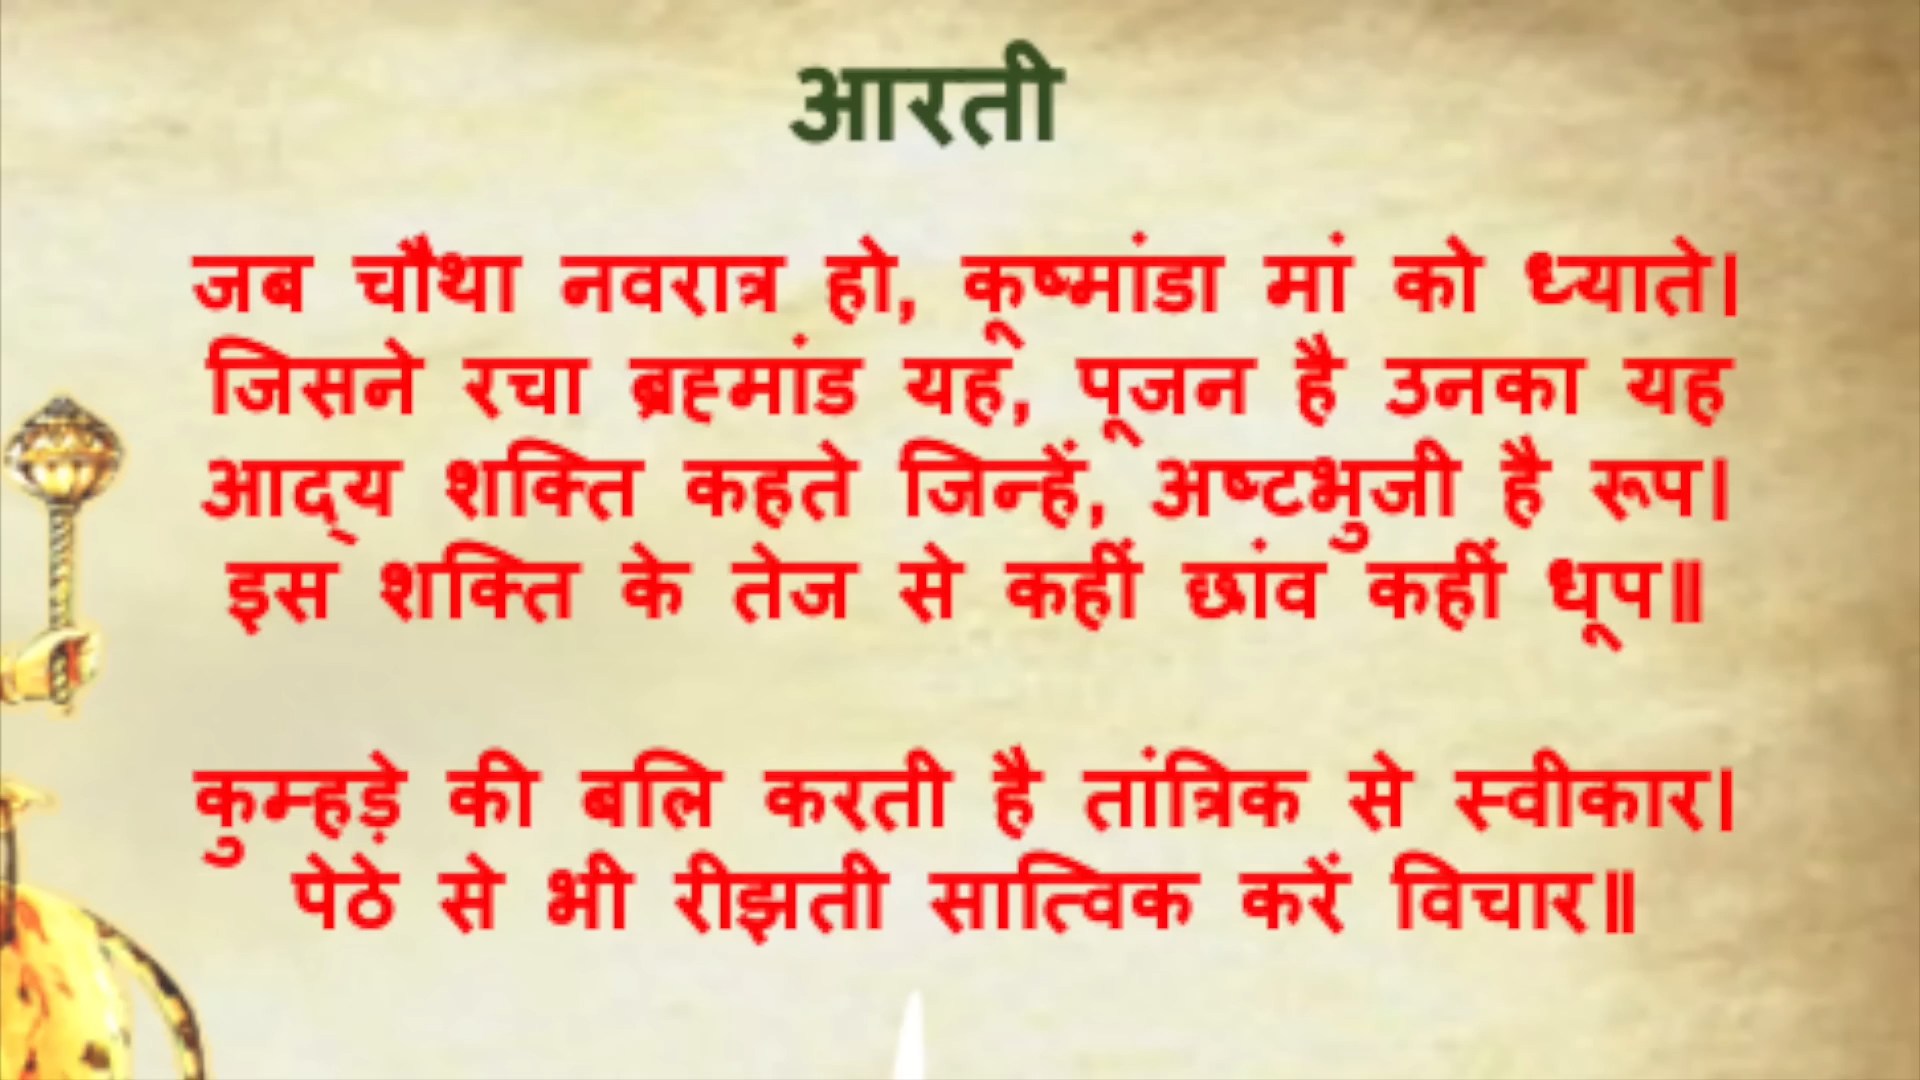 आरती
जब चौथा नवरात्र हो, कूष्मांडा मां को ध्याते।
जिसने रचा ब्रह्मांड यह, पूजन है उनका यह
आद्य शक्ति कहते जिन्हें, अष्टभुजी है रूप।
इस शक्ति के तेज से कहीं छांव कहीं धूप॥
कुम्हड़े की बलि करती है तांत्रिक से स्वीकार।
पेठे से भी रीझती सात्विक करें विचार॥